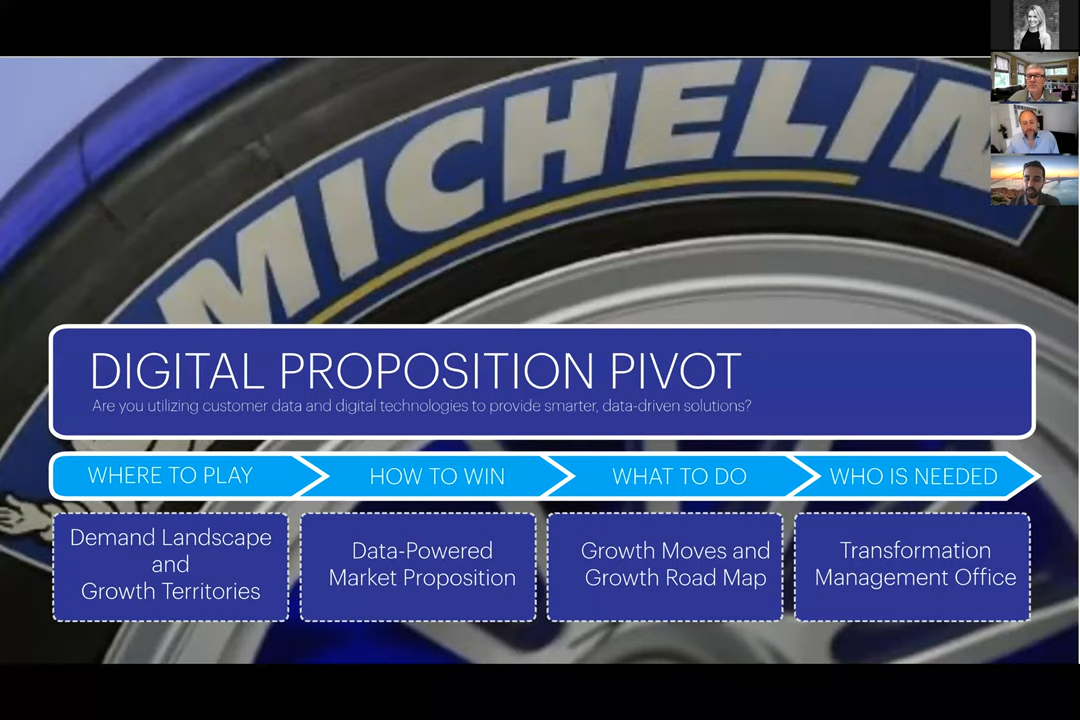 MICHELIN
DIGITAL PROPOSITION PIVOT
Are you utilizing customer data and digital technologies to provide smarter, data-driven solutions?
WHERE TO PLAY
HOW TO WIN
WHAT TO DO
WHO IS NEEDED
Demand Landscape
and
Growth Territories
Data-Powered
Market Proposition
Growth Moves and
Growth Road Map
Transformation
Management Office